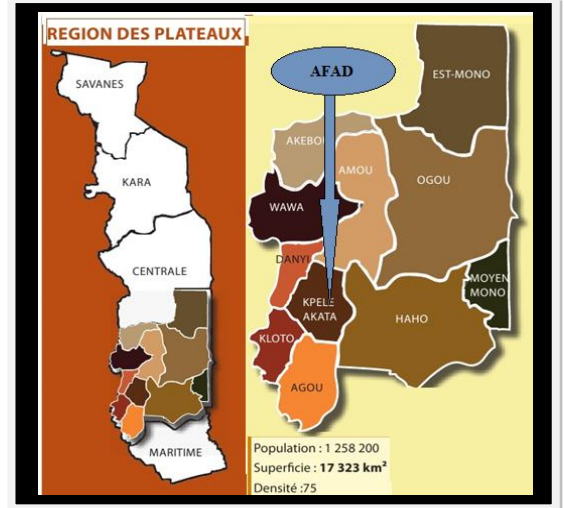 REGION DES PLATEAUX
SAVANES
KARA
CENTRALE
MARITIME
AFAD
EST-MONO
AKEBOU
AMOU
OGOU
WAWA
DANYI
MOYEN
MONO
KPELE
AKATA
HAHO
KLOTO
AGOU
Population : 1 258 200
Superficie : 17 323 km²
Densité :75